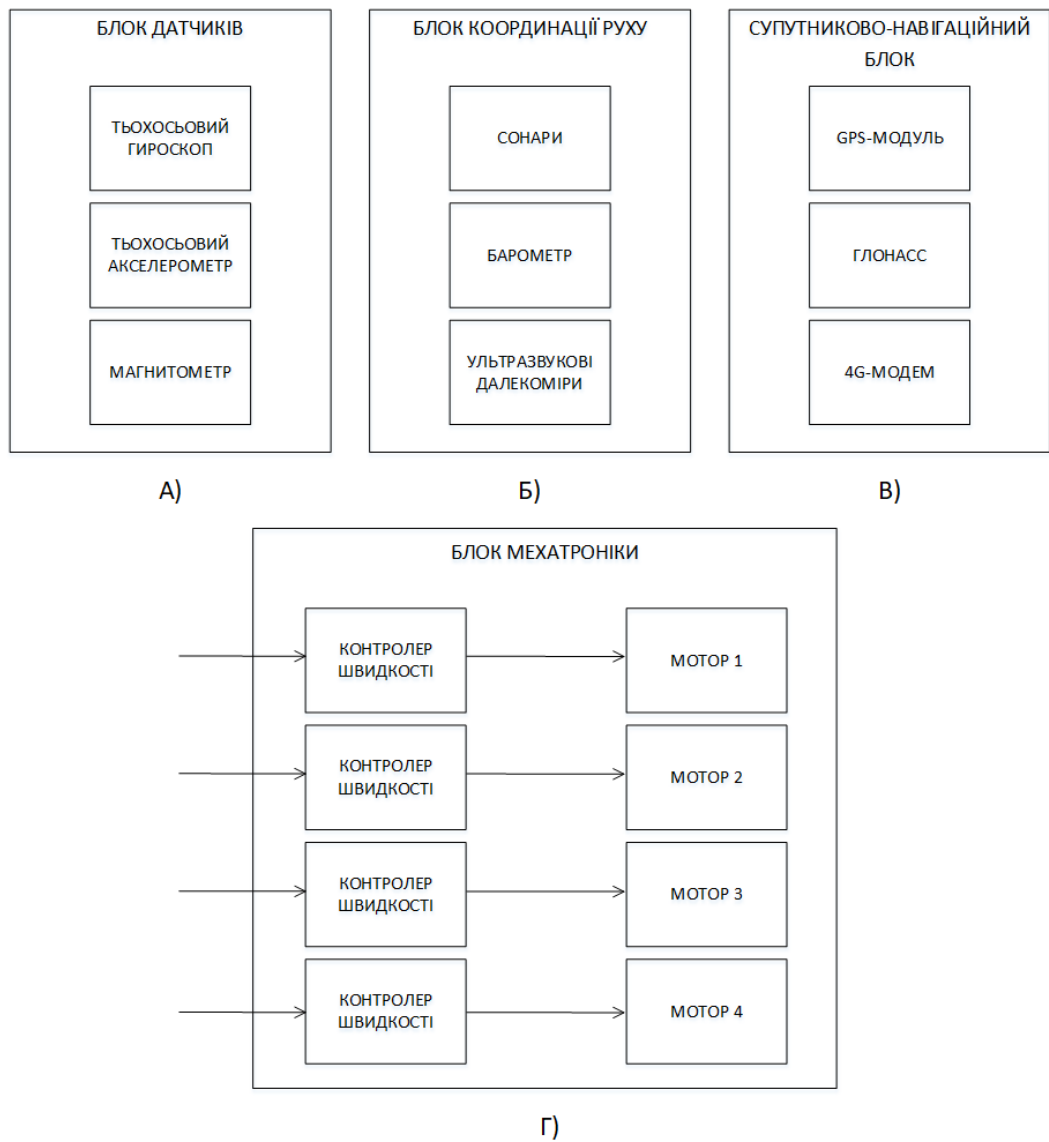 БЛОК ДАТЧИКІВ
ТЬОХОСЬОВИЙ
ГИРОСКОП
ТЬОХОСЬОВИЙ
АКСЕЛЕРОМЕТР
МАГНИТОМЕТР
А)
БЛОК КООРДИНАЦІЇ РУХУ
СОНАРИ
БАРОМЕТР
УЛЬТРАЗВУКОВІ
ДАЛЕКОМІРИ
Б)
СУПУТНИКОВО-НАВІГАЦІЙНИЙ
БЛОК
GPS-МОДУЛЬ
ГЛОНАСС
4G-МОДЕМ
В)
БЛОК МЕХАТРОНІКИ
КОНТРОЛЕР
ШВИДКОСТІ
МОТОР 1
КОНТРОЛЕР
ШВИДКОСТІ
МОТОР 2
КОНТРОЛЕР
ШВИДКОСТІ
МОТОР 3
КОНТРОЛЕР
ШВИДКОСТІ
МОТОР 4
Г)